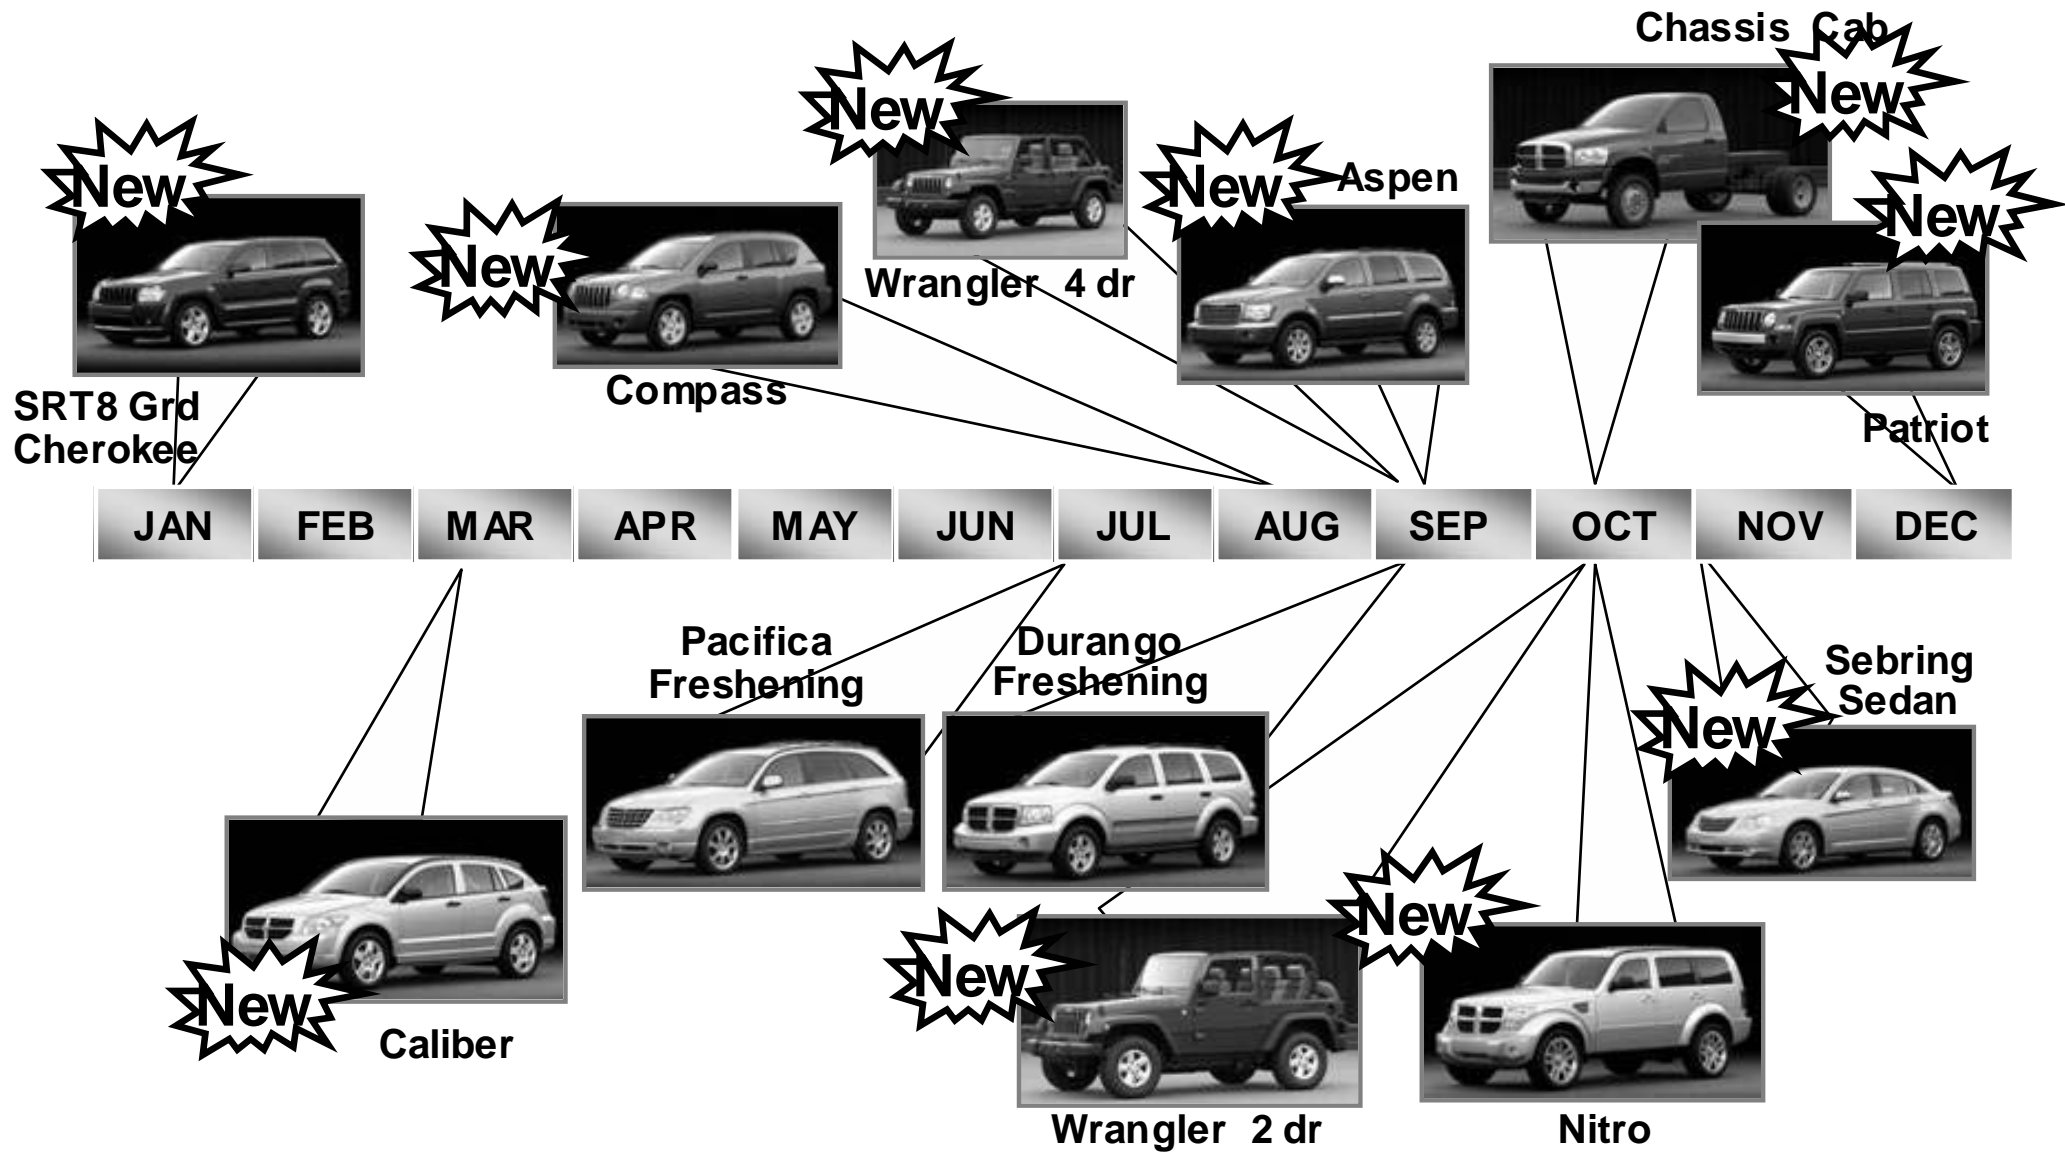 Chassis Cab
New
New
New
New
Aspen
New
New
Wrangler 4 dr
Compass
SRT8 Grd
Cherokee
Patriot
JAN FEB MAR APR MAY JUN JUL AUG SEP OCT NOV DEC
Pacifica
Freshening
Durango
Freshening
Sebring
Sedan
New
New
New
New
Caliber
Wrangler 2 dr
Nitro